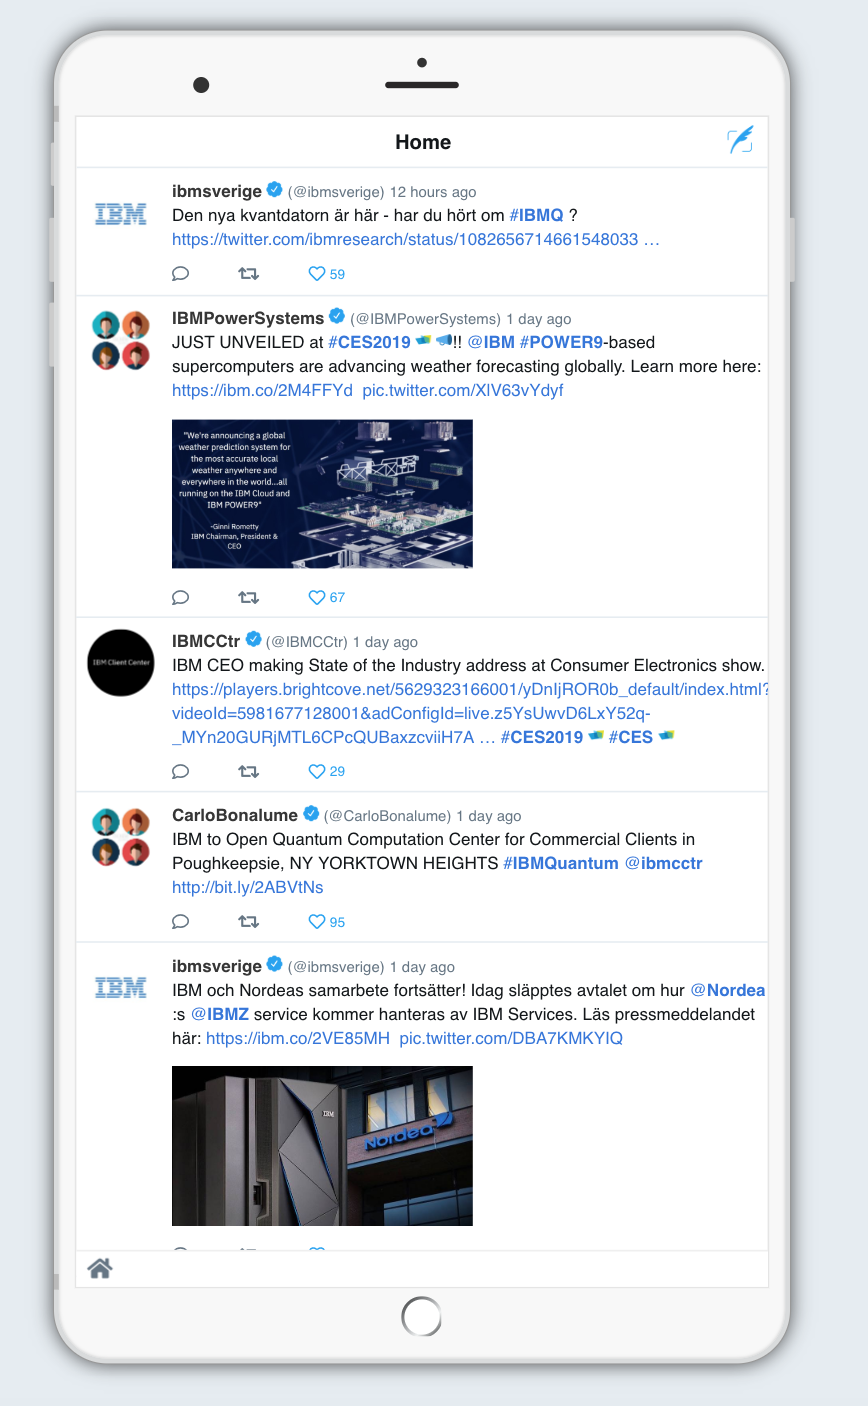 Home
ibmsverige (@ibmsverige) 12 hours ago
IBM
Den nya kvantdatorn är här - har du hört om #IBMQ ?
https://twitter.com/ibmresearch/status/1082656714661548033 …
59
IBMPowerSystems (@IBMPowerSystems) 1 day ago
JUST UNVEILED at #CES2019 !! @IBM #POWER9-based
supercomputers are advancing weather forecasting globally. Learn more here:
https://ibm.co/2M4FFYd pic.twitter.com/XlV63vYdyf
"We're announcing a global
weather prediction system for
the most accurate local
weather anywhere and
everywhere in the world...all
running on the IBM Cloud and
IBM POWER9"
-Ginni Rometty
IBM Chairman, President &
CEO
67
IBMCCtr (@IBMCCtr) 1 day ago
IBM Client Center
IBM CEO making State of the Industry address at Consumer Electronics show.
https://players.brightcove.net/5629323166001/yDnIjROR0b_default/index.html?
videoId=5981677128001&adConfigId=live.z5YsUwvD6LxY52q-
_MYn20GURjMTL6CPcQUBaxzcviiH7A … #CES2019 #CES
29
CarloBonalume (@CarloBonalume) 1 day ago
IBM to Open Quantum Computation Center for Commercial Clients in
Poughkeepsie, NY YORKTOWN HEIGHTS #IBMQuantum @ibmcctr
http://bit.ly/2ABVtNs
95
ibmsverige (@ibmsverige) 1 day ago
IBM
IBM och Nordeas samarbete fortsätter! Idag släpptes avtalet om hur @Nordea
:s @IBMZ service kommer hanteras av IBM Services. Läs pressmeddelandet
här: https://ibm.co/2VE85MH pic.twitter.com/DBA7KMKYIQ
IBM
Nordea